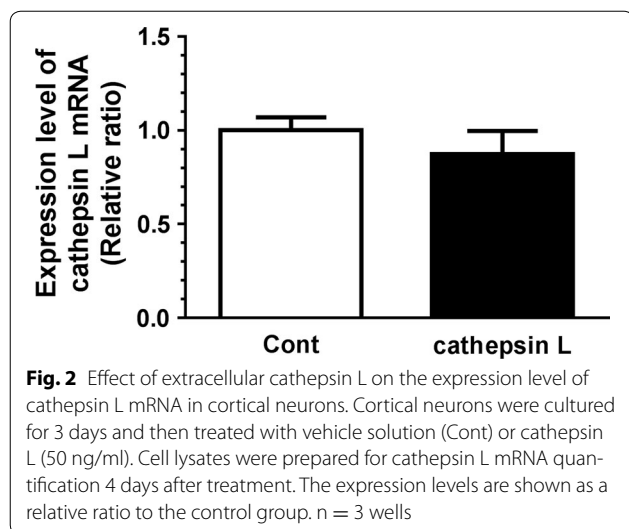 Expression level of
cathepsin L mRNA
(Relative ratio)
1.5
1.0
0.5
0.0
Cont cathepsin L
Fig. 2 Effect of extracellular cathepsin L on the expression level of
cathepsin L mRNA in cortical neurons. Cortical neurons were cultured
for 3 days and then treated with vehicle solution (Cont) or cathepsin
L (50 ng/ml). Cell lysates were prepared for cathepsin L mRNA quan-
tification 4 days after treatment. The expression levels are shown as a
relative ratio to the control group. n = 3 wells